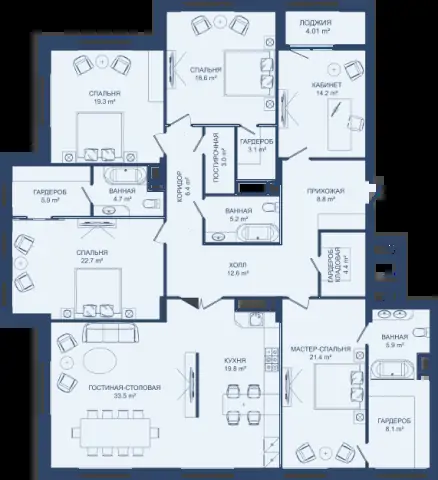 ЛОДЖИЯ
4.01 m²
СПАЛЬНЯ
18.6 m²
КАБИНЕТ
14.2 m²
СПАЛЬНЯ
19.3 m²
ГАРДЕРОБ
3.1 m²
ПОСТИРОЧНАЯ
3.0 m²
КОРИДОР
6.4 m²
ГАРДЕРОБ
5.9 m²
ВАННАЯ
4.7 m²
ПРИХОЖАЯ
8.8 m²
ВАННАЯ
5.2 m²
СПАЛЬНЯ
22.7 m²
ХОЛЛ
12.6 m²
ГАРДЕРОБ
КЛАДОВАЯ
4.4 m²
ВАННАЯ
5.9 m²
МАСТЕР-СПАЛЬНЯ
21.4 m²
КУХНЯ
19.8 m²
ГОСТИНАЯ-СТОЛОВАЯ
33.5 m²
ГАРДЕРОБ
8.1 m²